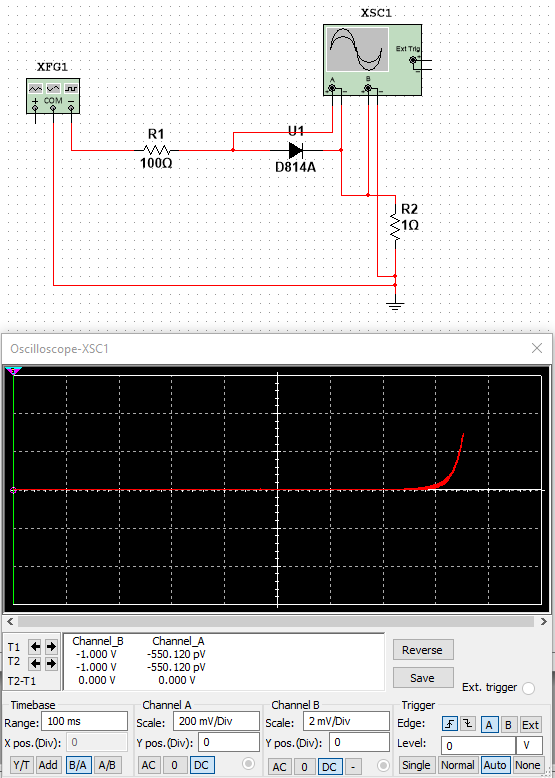 XSC1
Ext Trig
+
-
A
B
+ - + -
XFG1
+ COM -
R1
100Ω
U1
D814A
R2
1Ω
Oscilloscope-XSC1
T1
T2
T2-T1
Channel_B Channel_A
-1.000 V -550.120 pV
-1.000 V -550.120 pV
0.000 V 0.000 V
Reverse
Save
Ext. trigger
Timebase
Range: 100 ms
X pos.(Div): 0
Y/T Add B/A A/B
Channel A
Scale: 200 mV/Div
Y pos.(Div): 0
AC 0 DC
Channel B
Scale: 2 mV/Div
Y pos.(Div): 0
AC 0 DC -
Trigger
Edge: A B Ext
Level: 0 V
Single Normal Auto None